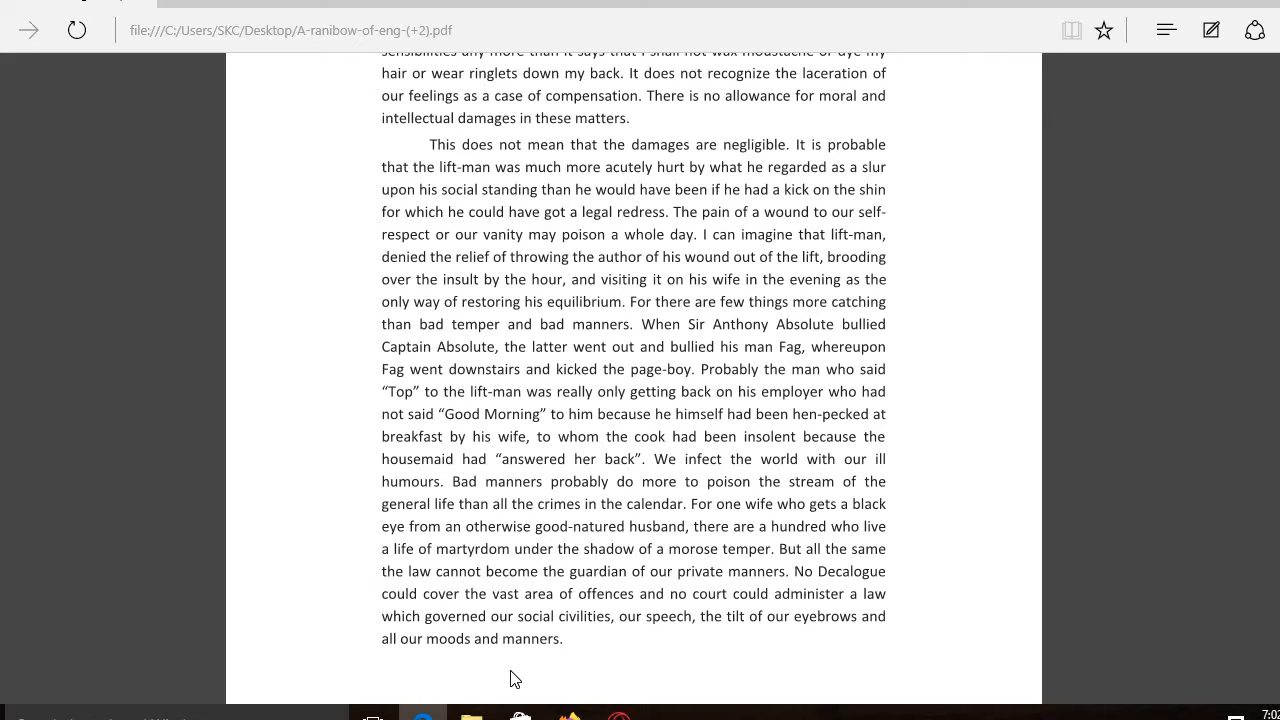 file:///C:/Users/SKC/Desktop/A-ranibow-of-eng-(+2).pdf
sensibilities any more than it says that I shall not wax moustache or dye my
hair or wear ringlets down my back. It does not recognize the laceration of
our feelings as a case of compensation. There is no allowance for moral and
intellectual damages in these matters.
This does not mean that the damages are negligible. It is probable
that the lift-man was much more acutely hurt by what he regarded as a slur
upon his social standing than he would have been if he had a kick on the shin
for which he could have got a legal redress. The pain of a wound to our self-
respect or our vanity may poison a whole day. I can imagine that lift-man,
denied the relief of throwing the author of his wound out of the lift, brooding
over the insult by the hour, and visiting it on his wife in the evening as the
only way of restoring his equilibrium. For there are few things more catching
than bad temper and bad manners. When Sir Anthony Absolute bullied
Captain Absolute, the latter went out and bullied his man Fag, whereupon
Fag went downstairs and kicked the page-boy. Probably the man who said
“Top” to the lift-man was really only getting back on his employer who had
not said “Good Morning” to him because he himself had been hen-pecked at
breakfast by his wife, to whom the cook had been insolent because the
housemaid had “answered her back”. We infect the world with our ill
humours. Bad manners probably do more to poison the stream of the
general life than all the crimes in the calendar. For one wife who gets a black
eye from an otherwise good-natured husband, there are a hundred who live
a life of martyrdom under the shadow of a morose temper. But all the same
the law cannot become the guardian of our private manners. No Decalogue
could cover the vast area of offences and no court could administer a law
which governed our social civilities, our speech, the tilt of our eyebrows and
all our moods and manners.